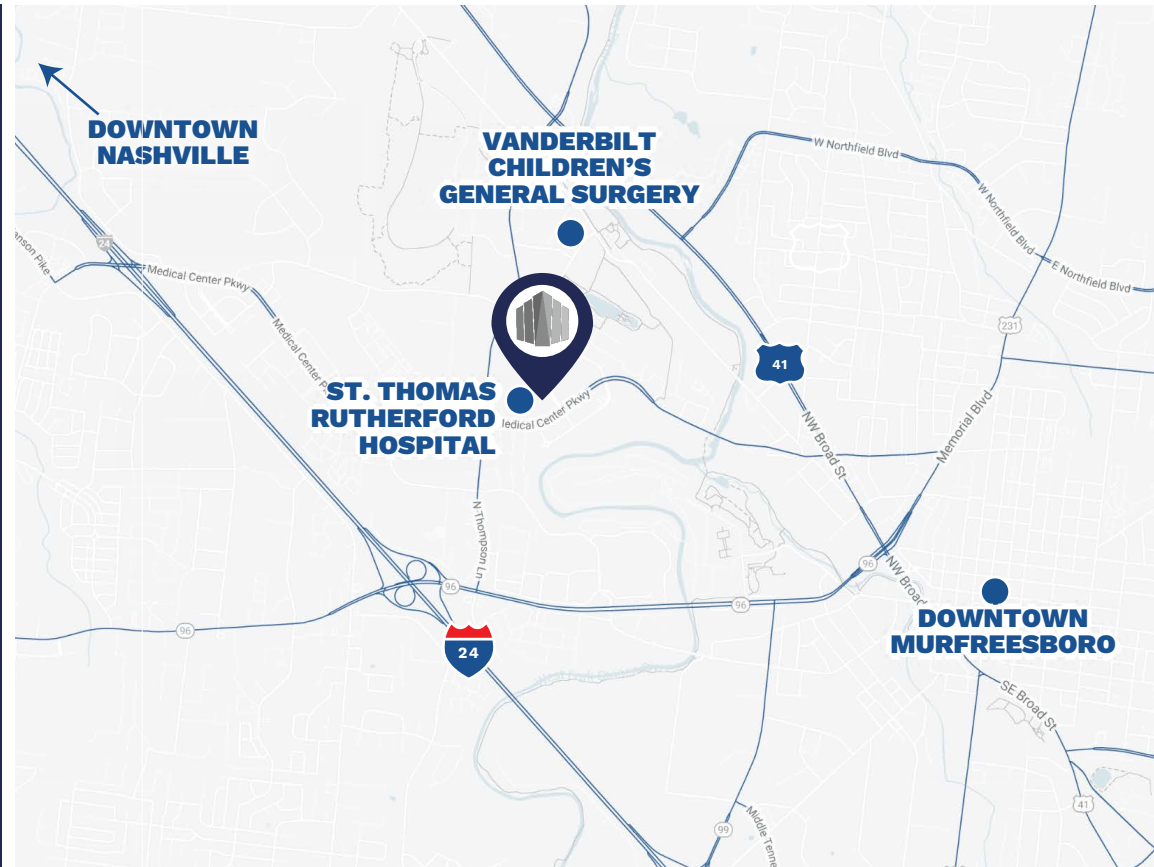 DOWNTOWN
NASHVILLE
VANDERBILT
CHILDREN'S
GENERAL SURGERY
W Northfield Blvd
W Northfield Blvd
E Northfield Blvd
24
Medical Center Pkwy
Medical Center
231
41
ST. THOMAS
RUTHERFORD
HOSPITAL
Medical Center Pkwy
NW Broad St
Memorial Blvd
N Thompson Ln
96
96
96
96
NW Broad
DOWNTOWN
MURFREESBORO
24
SE Broad St
41
99
Middle